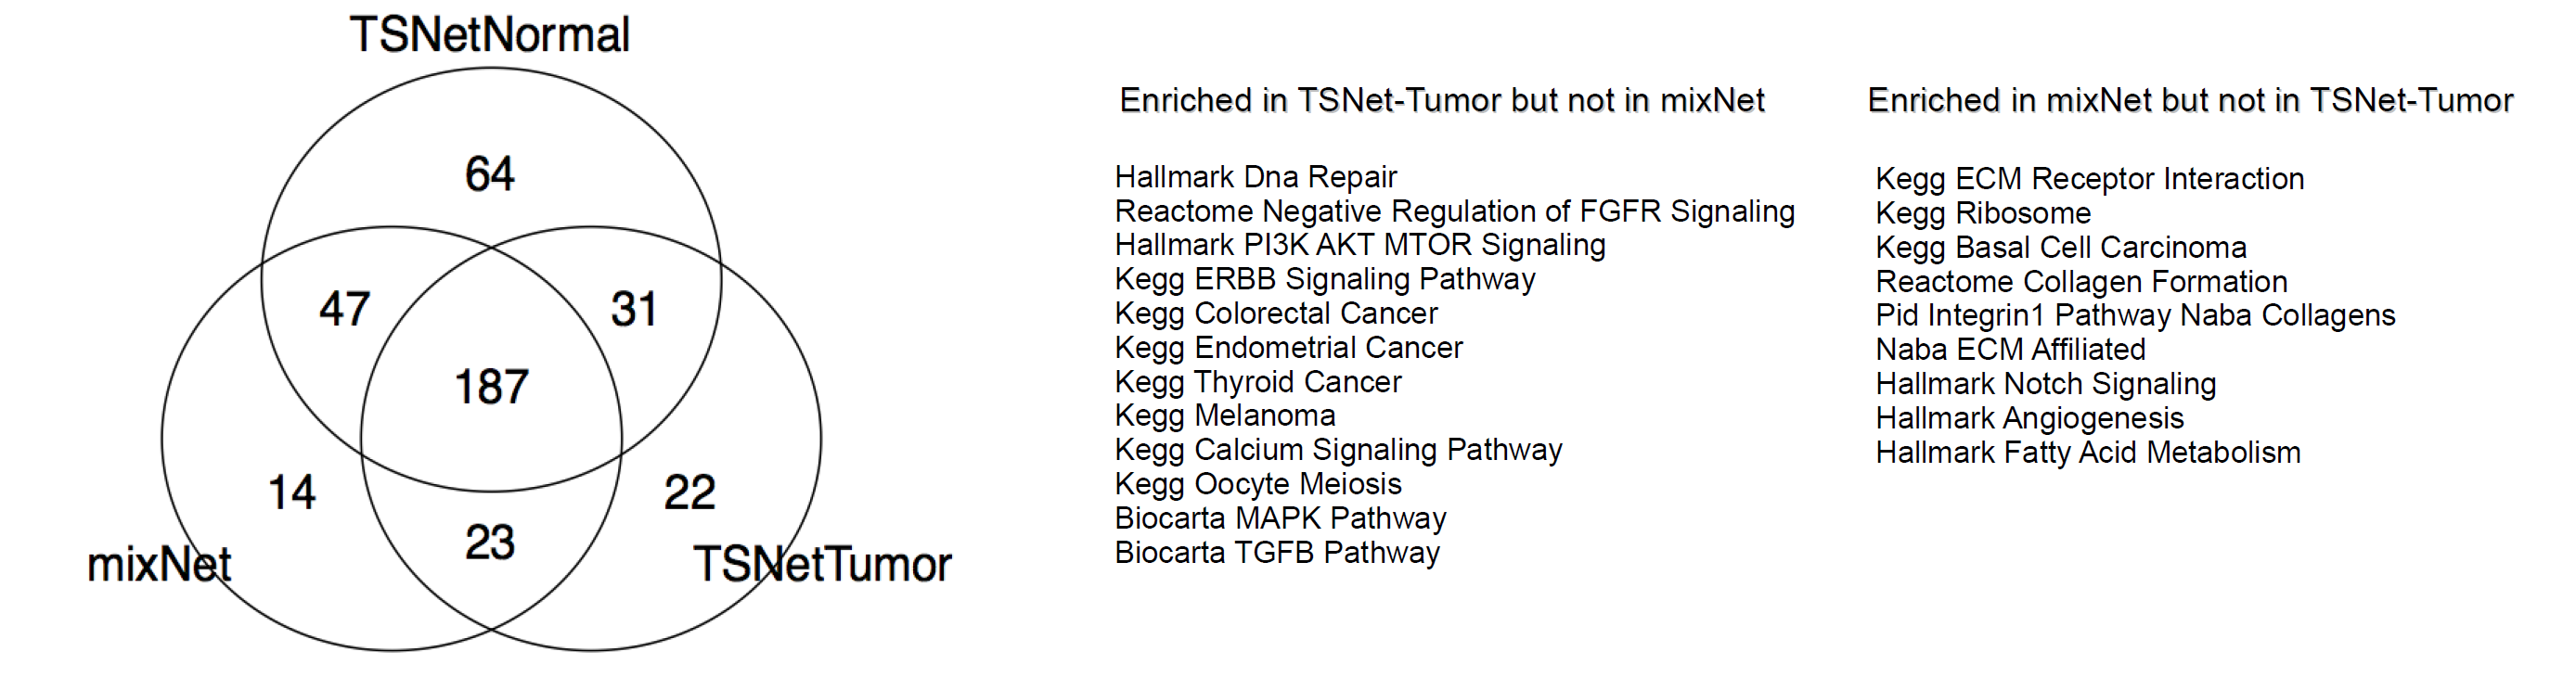 TSNetNormal
64
47
31
187
14
22
23
mixNet
TSNetTumor
Enriched in TSNet-Tumor but not in mixNet
Hallmark Dna Repair
Reactome Negative Regulation of FGFR Signaling
Hallmark PI3K AKT MTOR Signaling
Kegg ERBB Signaling Pathway
Kegg Colorectal Cancer
Kegg Endometrial Cancer
Kegg Thyroid Cancer
Kegg Melanoma
Kegg Calcium Signaling Pathway
Kegg Oocyte Meiosis
Biocarta MAPK Pathway
Biocarta TGFB Pathway
Enriched in mixNet but not in TSNet-Tumor
Kegg ECM Receptor Interaction
Kegg Ribosome
Kegg Basal Cell Carcinoma
Reactome Collagen Formation
Pid Integrin1 Pathway Naba Collagens
Naba ECM Affiliated
Hallmark Notch Signaling
Hallmark Angiogenesis
Hallmark Fatty Acid Metabolism